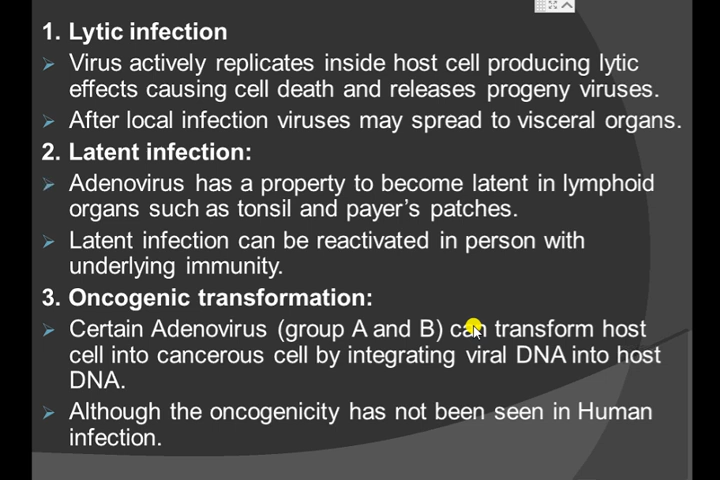 1. Lytic infection
Virus actively replicates inside host cell producing lytic
effects causing cell death and releases progeny viruses.
After local infection viruses may spread to visceral organs.
2. Latent infection:
Adenovirus has a property to become latent in lymphoid
organs such as tonsil and payer’s patches.
Latent infection can be reactivated in person with
underlying immunity.
3. Oncogenic transformation:
Certain Adenovirus (group A and B) can transform host
cell into cancerous cell by integrating viral DNA into host
DNA.
Although the oncogenicity has not been seen in Human
infection.